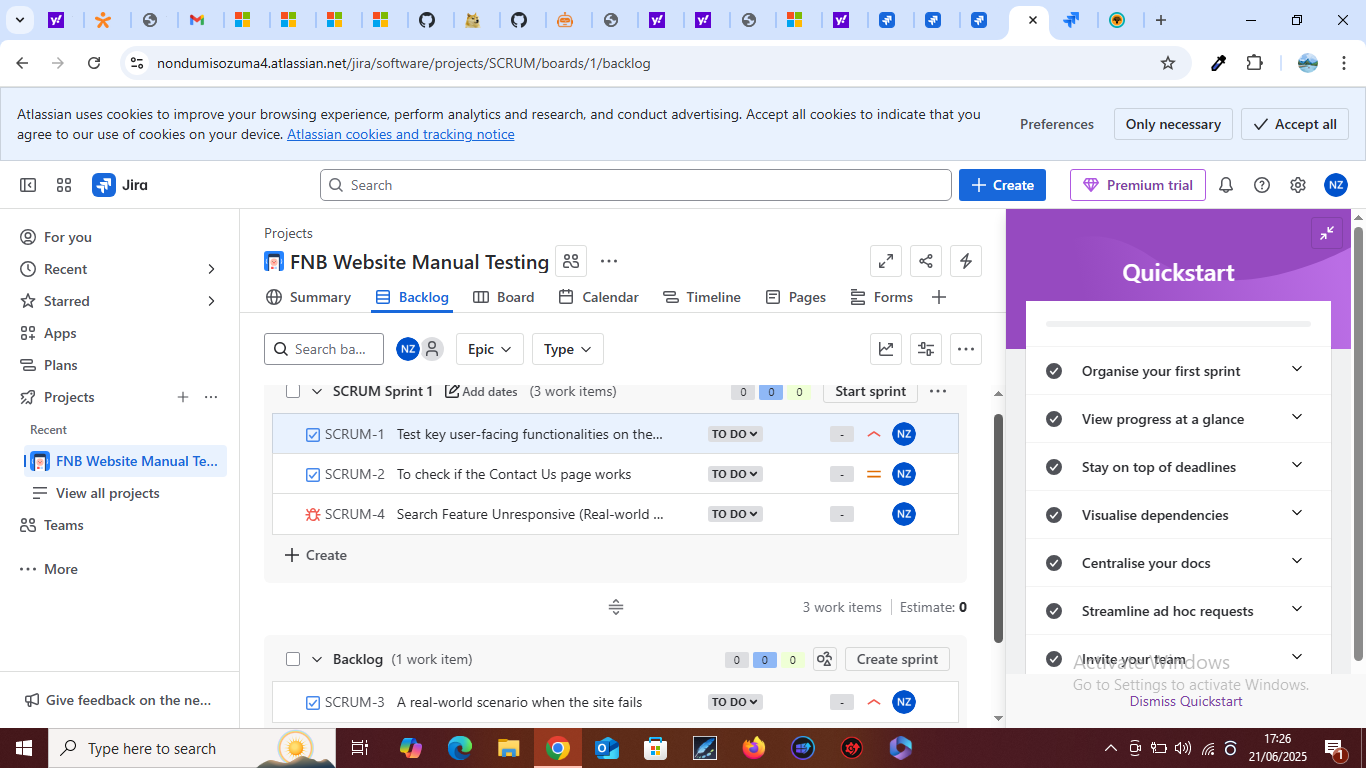 nondumisozuma4.atlassian.net/jira/software/projects/SCRUM/boards/1/backlog
Atlassian uses cookies to improve your browsing experience, perform analytics and research, and conduct advertising. Accept all cookies to indicate that you
agree to our use of cookies on your device. Atlassian cookies and tracking notice
Preferences
Only necessary
Accept all
Jira
Search
Create
Premium trial
NZ
For you
Recent
Starred
Apps
Plans
Projects
Recent
FNB Website Manual Te...
View all projects
Teams
More
Give feedback on the ne...
Projects
FNB Website Manual Testing
Summary
Backlog
Board
Calendar
Timeline
Pages
Forms
Search ba...
NZ
Epic
Type
SCRUM Sprint 1 Add dates (3 work items) 0 0 0 Start sprint
SCRUM-1 Test key user-facing functionalities on the... TO DO - NZ
SCRUM-2 To check if the Contact Us page works TO DO - NZ
SCRUM-4 Search Feature Unresponsive (Real-world ... TO DO - NZ
Create
3 work items Estimate: 0
Backlog (1 work item) 0 0 0 Create sprint
SCRUM-3 A real-world scenario when the site fails TO DO - NZ
Quickstart
Organise your first sprint
View progress at a glance
Stay on top of deadlines
Visualise dependencies
Centralise your docs
Streamline ad hoc requests
Invite your team
Activate Windows
Go to Settings to activate Windows.
Dismiss Quickstart
Type here to search
17:26
21/06/2025
1